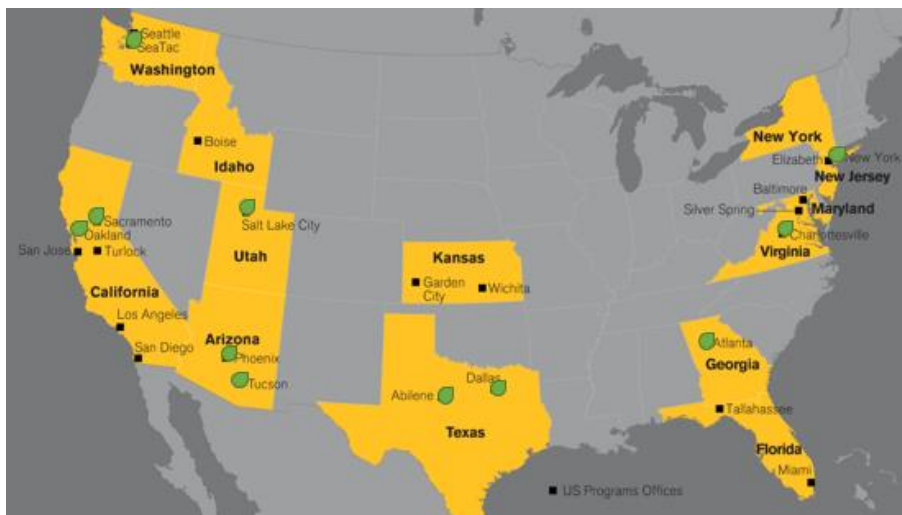 Seattle
SeaTac
Washington
Boise
Idaho
New York
Elizabeth
New York
New Jersey
Baltimore
Silver Spring
Maryland
Charlottesville
Virginia
Salt Lake City
Utah
Sacramento
Oakland
San Jose
Turlock
California
Los Angeles
San Diego
Kansas
Garden
City
Wichita
Arizona
Phoenix
Tucson
Dallas
Abilene
Texas
Atlanta
Georgia
Tallahassee
Florida
Miami
US Programs Offices